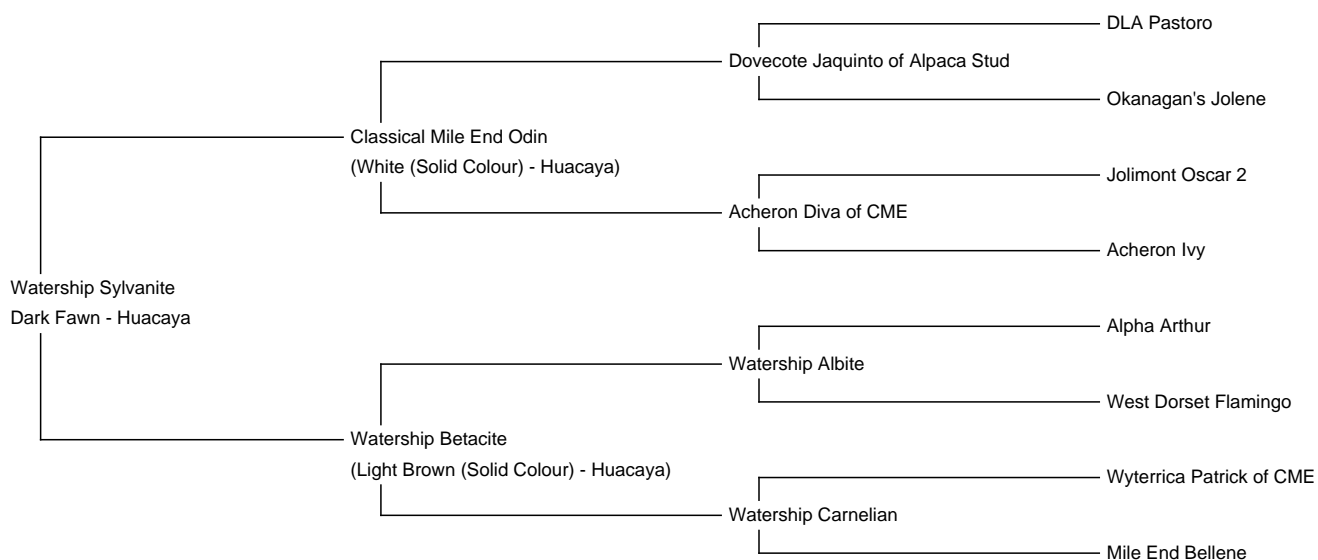 DLA Pastoro
Dovecote Jaquinto of Alpaca Stud
Okanagan's Jolene
Classical Mile End Odin
(White (Solid Colour) - Huacaya)
Jolimont Oscar 2
Acheron Diva of CME
Acheron Ivy
Watership Sylvanite
Dark Fawn - Huacaya
Alpha Arthur
Watership Albite
West Dorset Flamingo
Watership Betacite
(Light Brown (Solid Colour) - Huacaya)
Wyterrica Patrick of CME
Watership Carnelian
Mile End Bellene